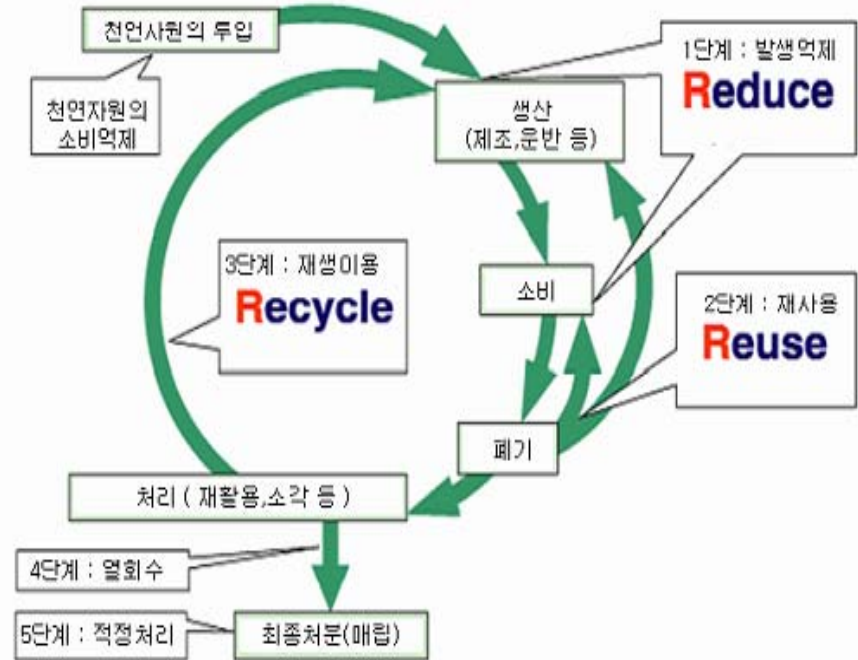 천연사원의 투입
천연자원의
소비억제
1단계 : 발생억제
Reduce
생산
(제조,운반 등)
3단계 : 재생이용
Recycle
소비
2단계 : 재사용
Reuse
폐기
처리 ( 재활용,소각 등 )
4단계 : 열회수
5단계 : 적정처리
최종처분(매립)